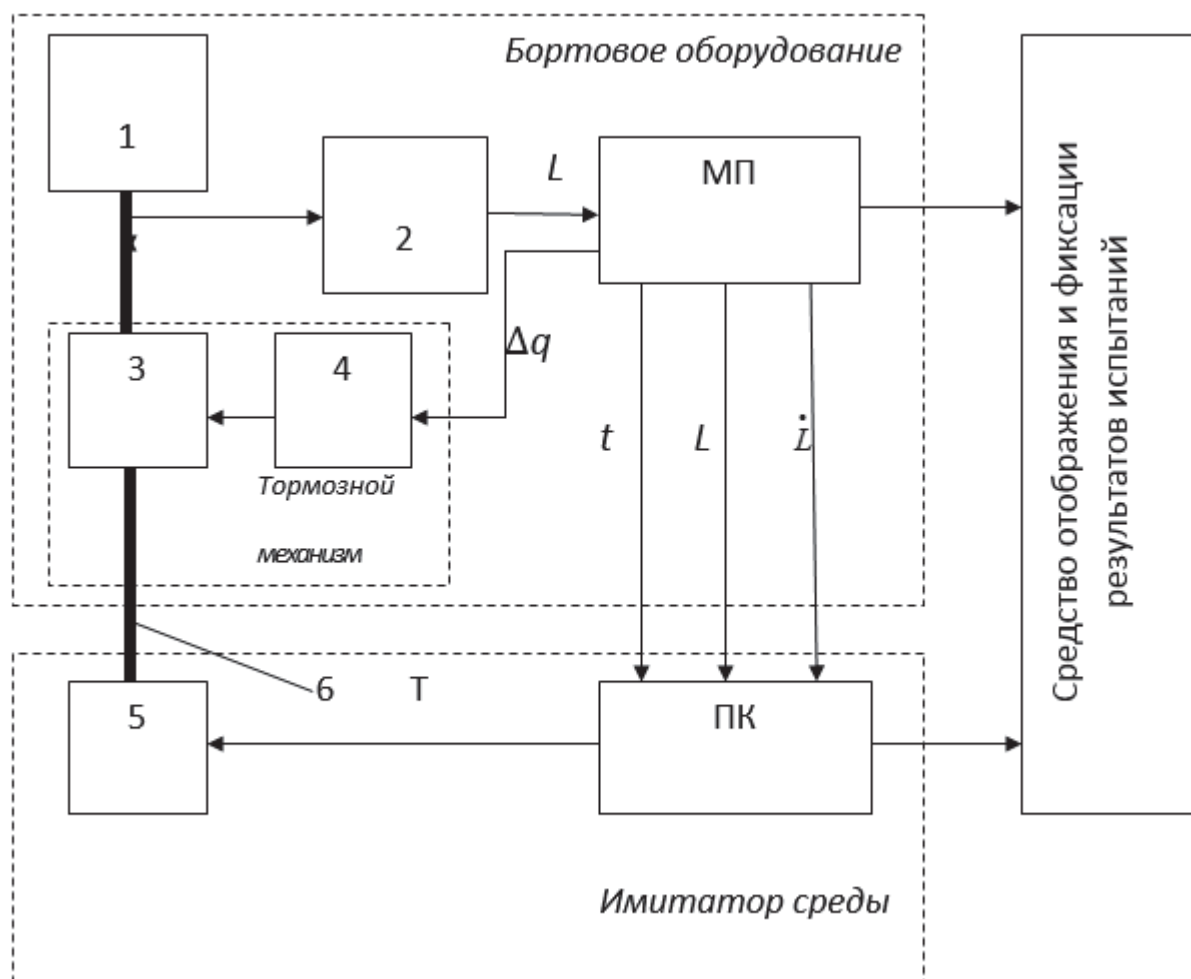 Бортовое оборудование
1
2
L
МП
Δq
3
4
Тормозной
механизм
t
L
L̇
6
T
5
ПК
Имитатор среды
Средство отображения и фиксации
результатов испытаний